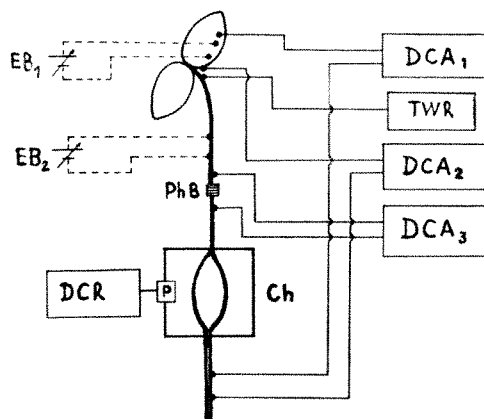 EB₁
DCA₁
TWR
EB₂
DCA₂
PhB
DCA₃
DCR
P
Ch